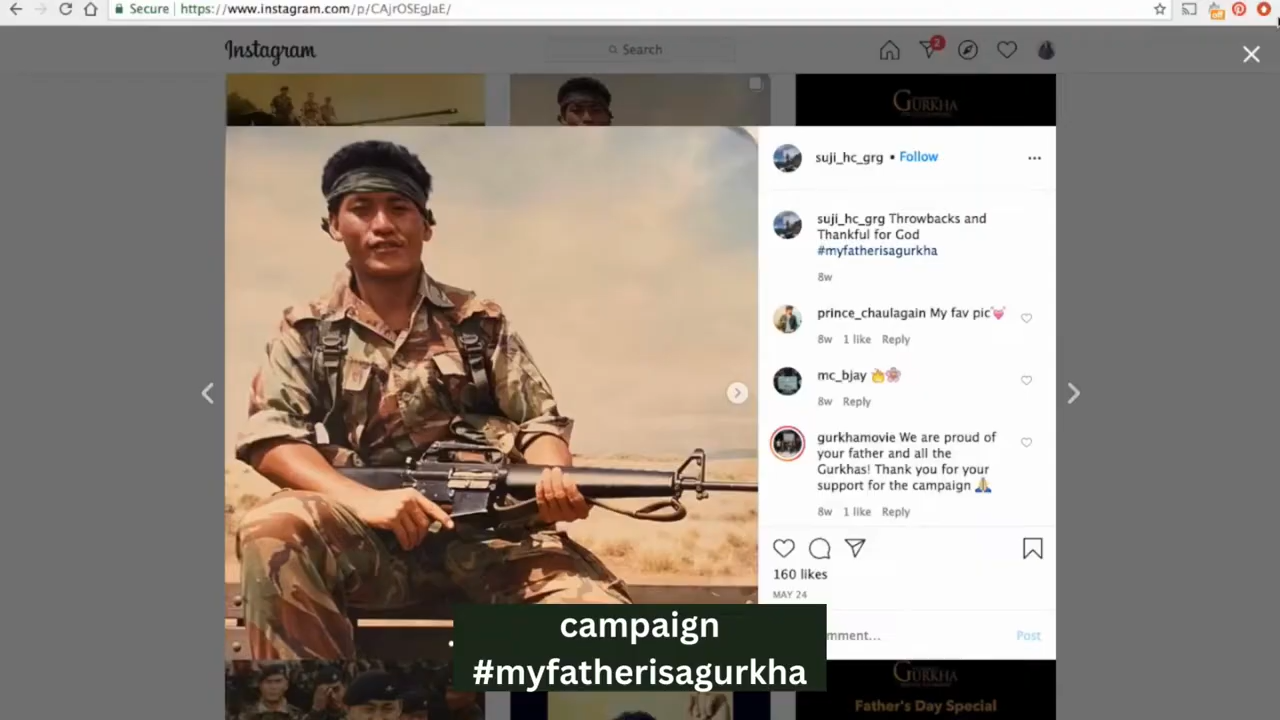 Secure
https://www.instagram.com/p/CAjrOSEgJaE/
Instagram
Search
2
GURKHA
suji_hc_grg • Follow
...
suji_hc_grg Throwbacks and
Thankful for God
#myfatherisagurkha
8w
prince_chaulagain My fav pic
8w 1 like Reply
mc_bjay
8w Reply
gurkhamovie We are proud of
your father and all the
Gurkhas! Thank you for your
support for the campaign
8w 1 like Reply
160 likes
MAY 24
mment... Post
campaign
#myfatherisagurkha
GURKHA
Father's Day Special